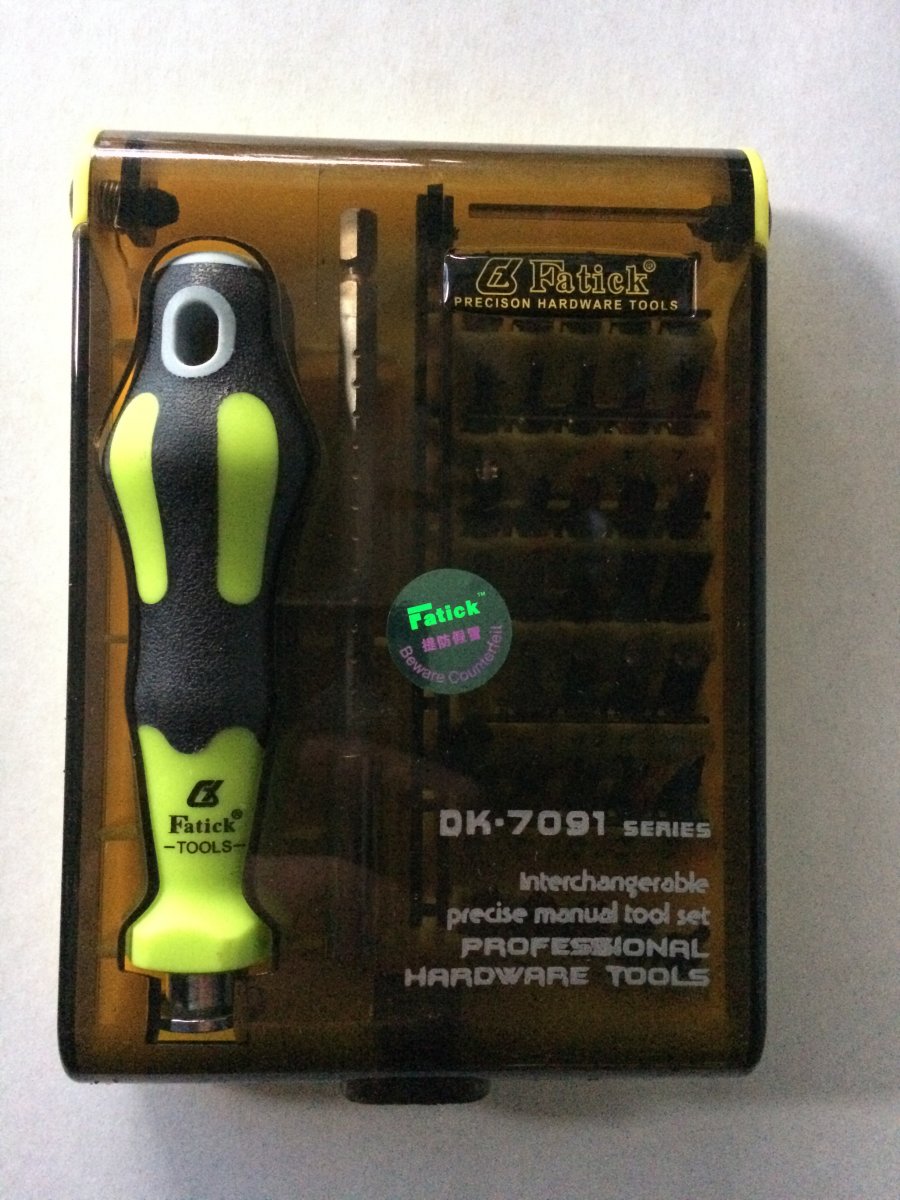 Fatick®
PRECISON HARDWARE TOOLS
Fatick™
提防假冒
Beware Counterfeit
Fatick®
-TOOLS-
DK·7091 SERIES
Interchangerable
precise manual tool set
PROFESSIONAL
HARDWARE TOOLS